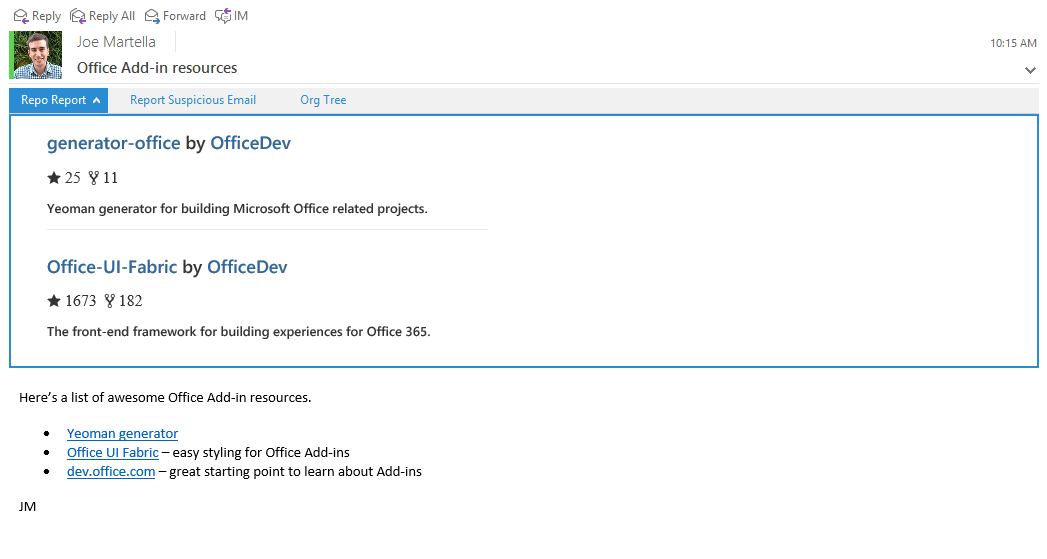 Reply Reply All Forward IM
Joe Martella
10:15 AM
Office Add-in resources
Repo Report Report Suspicious Email Org Tree
generator-office by OfficeDev
25 11
Yeoman generator for building Microsoft Office related projects.
Office-UI-Fabric by OfficeDev
1673 182
The front-end framework for building experiences for Office 365.
Here's a list of awesome Office Add-in resources.
• Yeoman generator
• Office UI Fabric – easy styling for Office Add-ins
• dev.office.com – great starting point to learn about Add-ins
JM